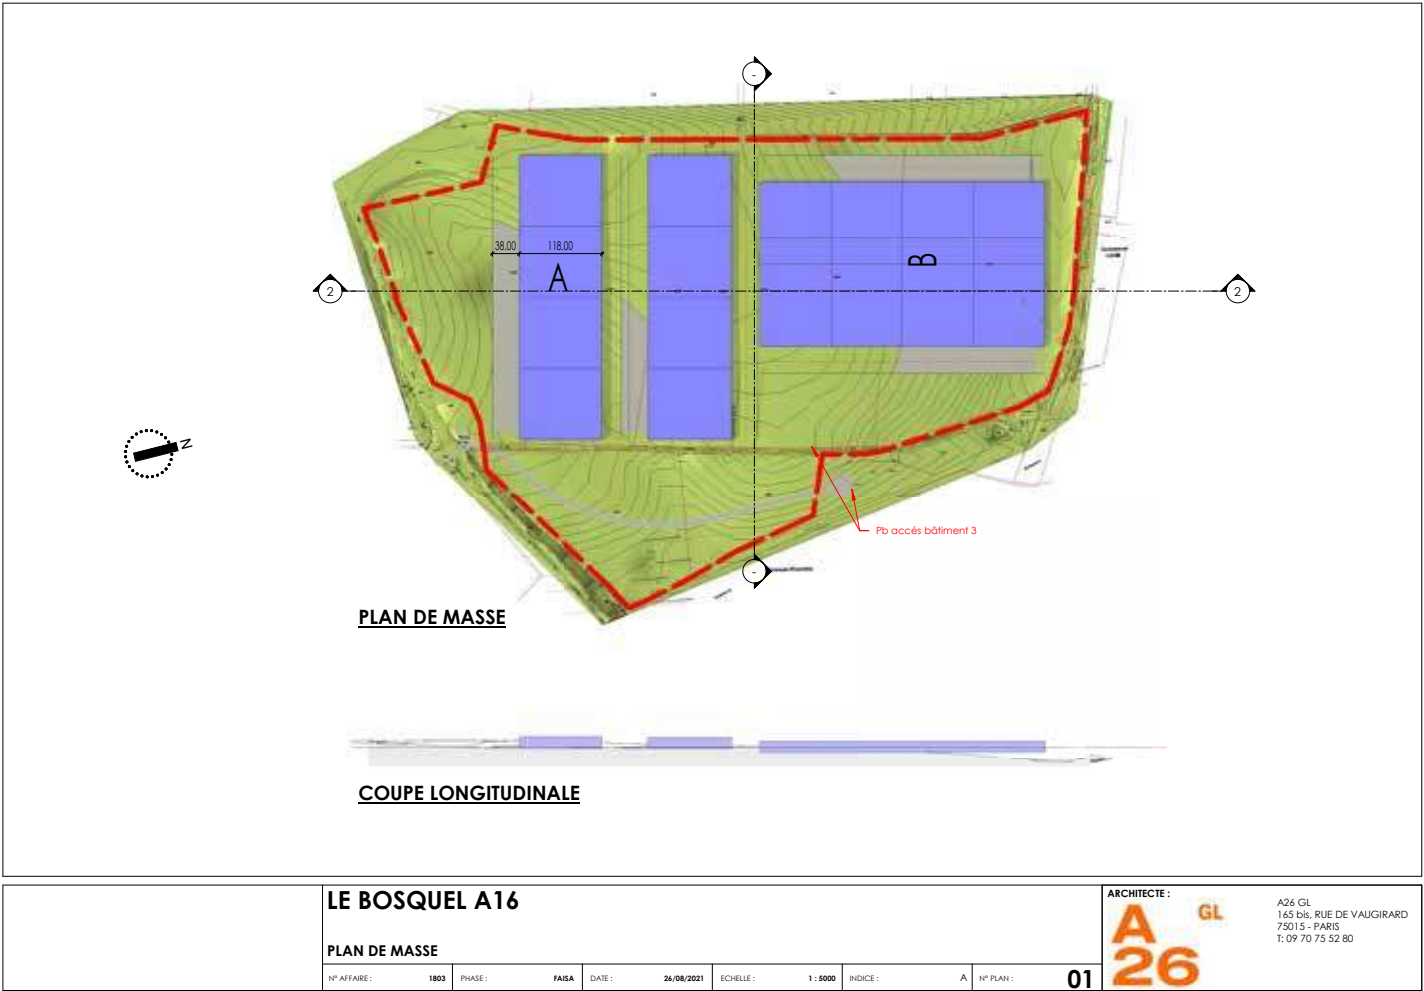 -
38.00 118.00
A
B
2
2
N
Pb accés bâtiment 3
-
PLAN DE MASSE
COUPE LONGITUDINALE
LE BOSQUEL A16
PLAN DE MASSE
N° AFFAIRE : 1803 PHASE : FAISA DATE : 26/08/2021 ECHELLE : 1 : 5000 INDICE : A N° PLAN : 01
ARCHITECTE :
A GL
26
A26 GL
165 bis, RUE DE VAUGIRARD
75015 - PARIS
T: 09 70 75 52 80